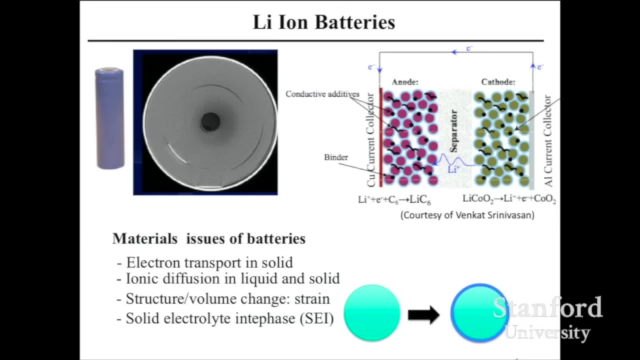 Li Ion Batteries
e-
e-
e-
Anode:
Cathode:
Conductive additives
Cu Current Collector
Separator
Al Current Collector
Binder
Li+
Li++e-+C6→LiC6
LiCoO2→Li++e-+CoO2
(Courtesy of Venkat Srinivasan)
Materials issues of batteries
- Electron transport in solid
- Ionic diffusion in liquid and solid
- Structure/volume change: strain
- Solid electrolyte intephase (SEI)
Stanford
University